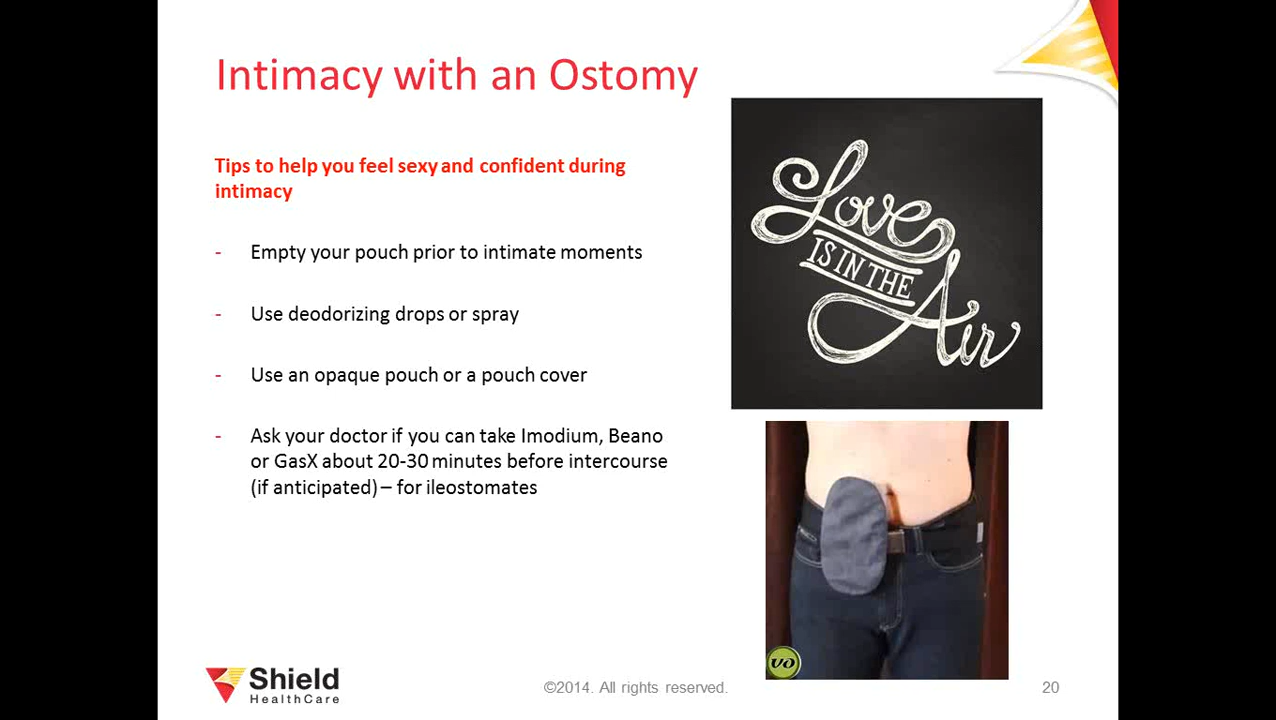 Intimacy with an Ostomy
Tips to help you feel sexy and confident during
intimacy
- Empty your pouch prior to intimate moments
- Use deodorizing drops or spray
- Use an opaque pouch or a pouch cover
- Ask your doctor if you can take Imodium, Beano
or GasX about 20-30 minutes before intercourse
(if anticipated) – for ileostomates
Love
IS IN THE
Air
VO
Shield
HealthCare
©2014. All rights reserved.
20